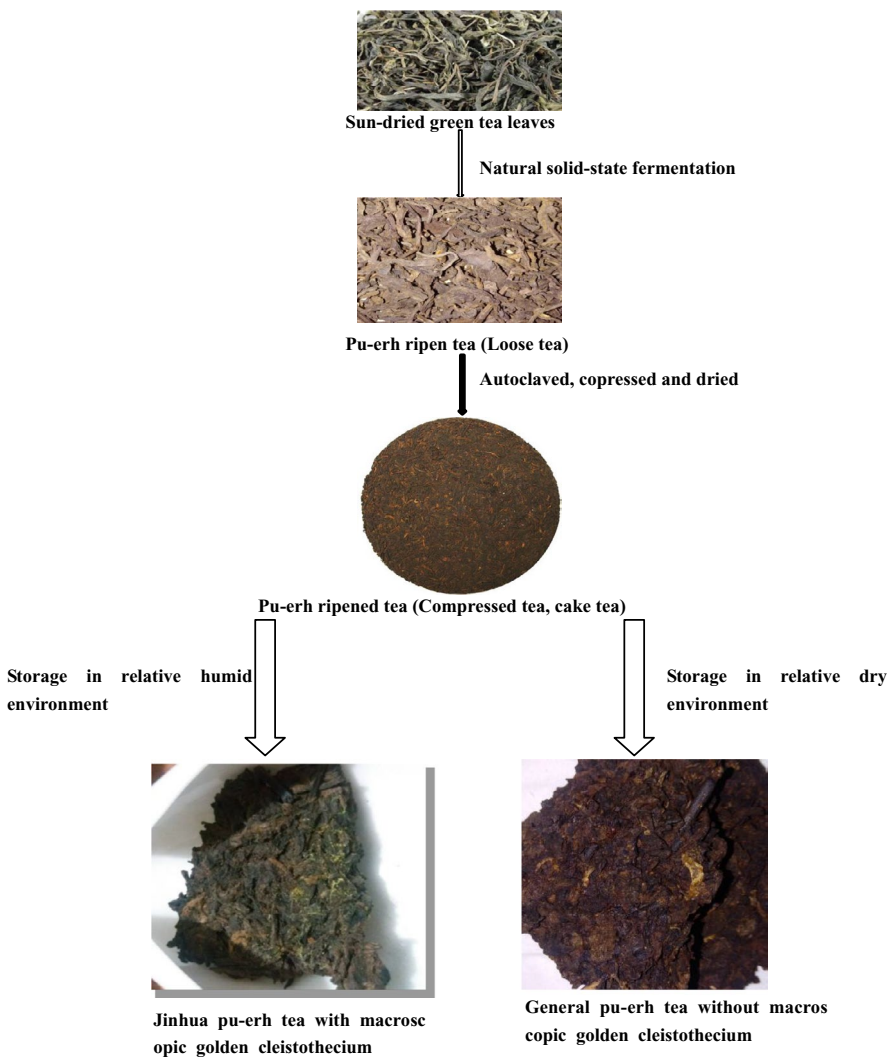 Sun-dried green tea leaves
Natural solid-state fermentation
Pu-erh ripen tea (Loose tea)
Autoclaved, copressed and dried
Pu-erh ripened tea (Compressed tea, cake tea)
Storage in relative humid
environment
Storage in relative dry
environment
Jinhua pu-erh tea with macrosc
opic golden cleistothecium
General pu-erh tea without macros
copic golden cleistothecium